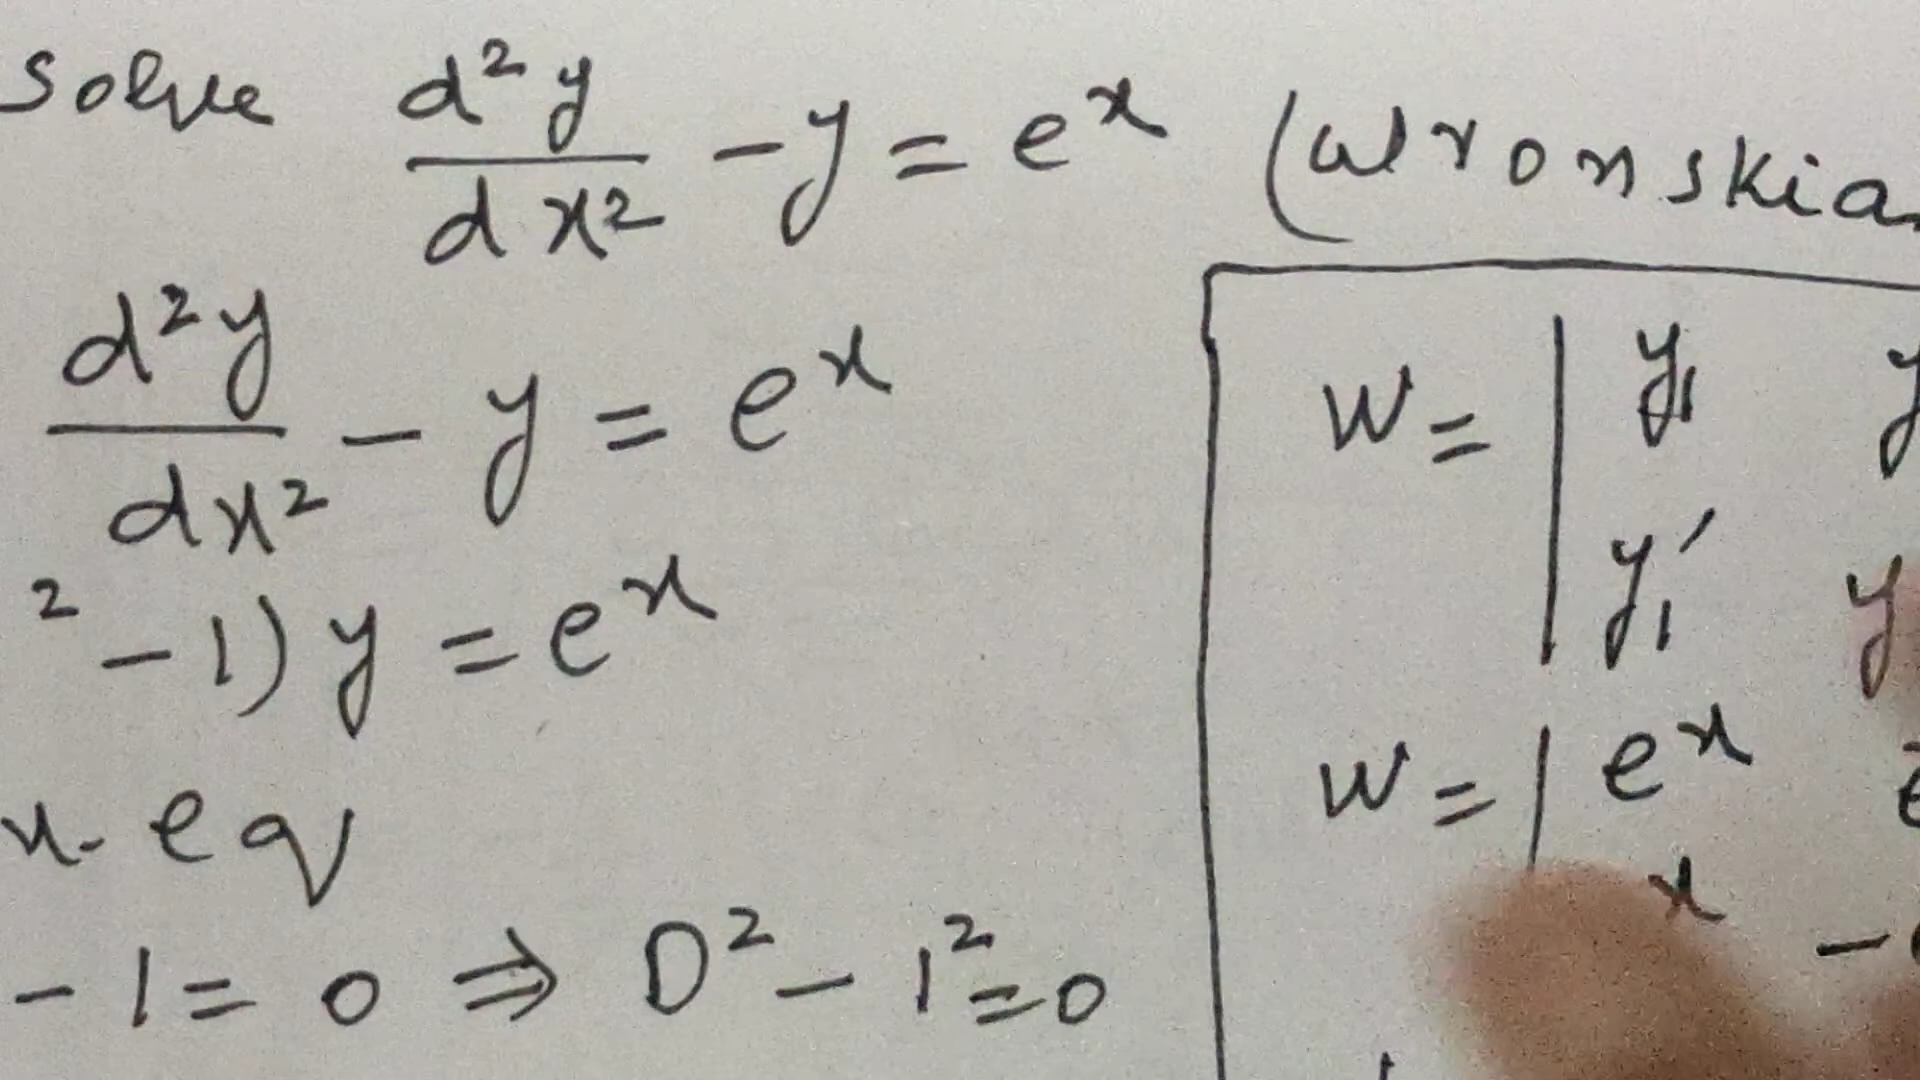 Solve d²y/dx² - y = eˣ (Wronskian
d²y/dx² - y = eˣ
² - 1) y = eˣ
x. eq
- 1 = 0 ⇒ D² - 1² = 0
W = | y₁ y
y₁′ y
W = | eˣ e
x -